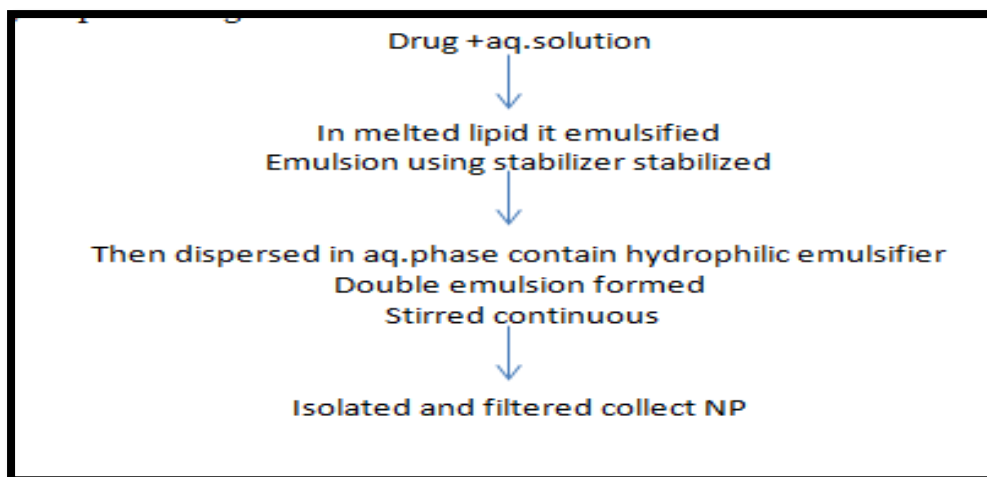 Drug +aq.solution
In melted lipid it emulsified
Emulsion using stabilizer stabilized
Then dispersed in aq.phase contain hydrophilic emulsifier
Double emulsion formed
Stirred continuous
Isolated and filtered collect NP